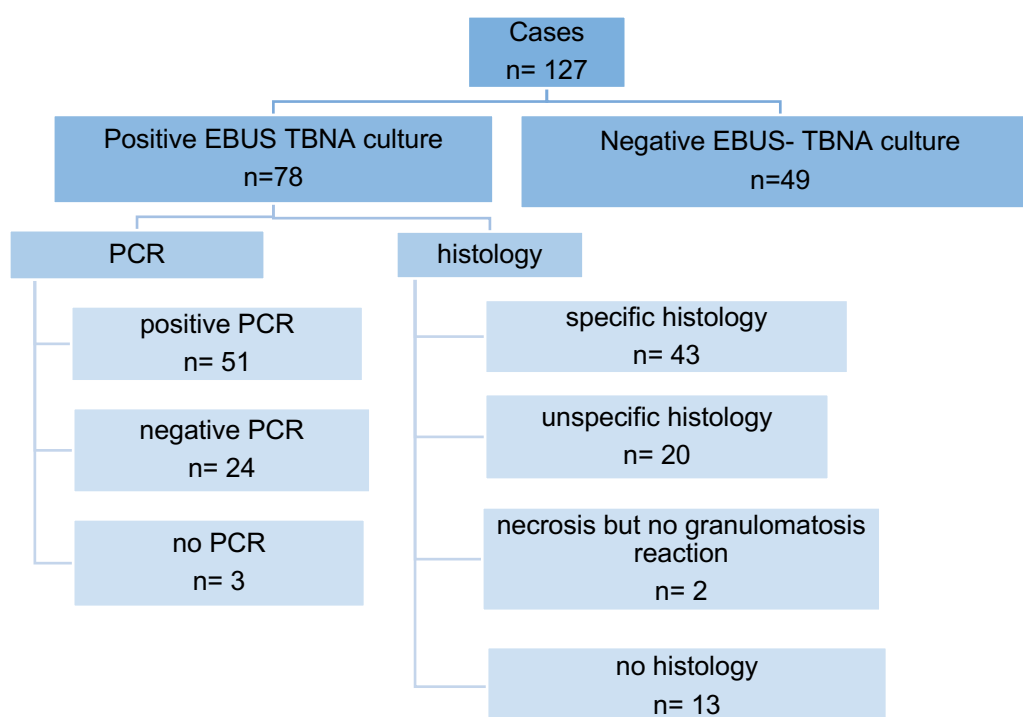 Cases
n= 127
Positive EBUS TBNA culture
n=78
Negative EBUS- TBNA culture
n=49
PCR
positive PCR
n= 51
negative PCR
n= 24
no PCR
n= 3
histology
specific histology
n= 43
unspecific histology
n= 20
necrosis but no granulomatosis
reaction
n= 2
no histology
n= 13